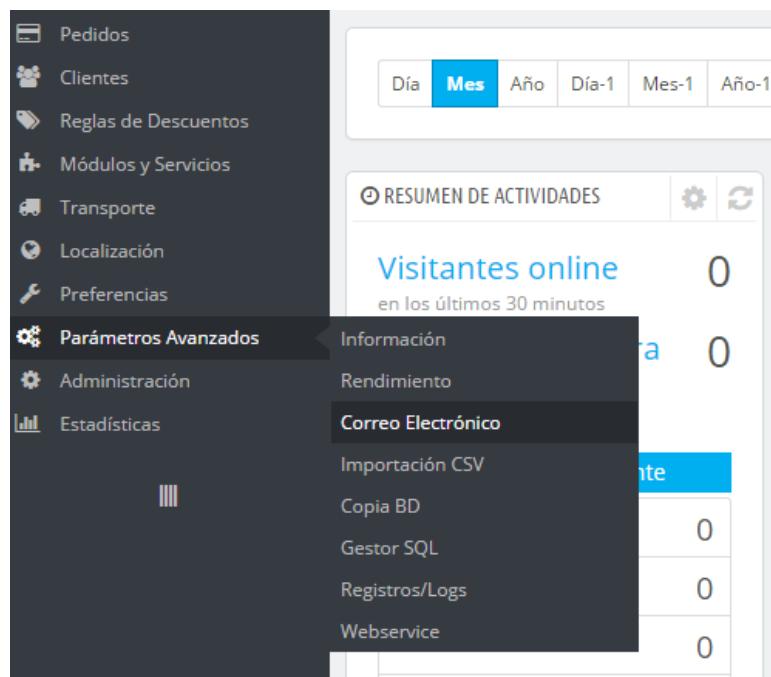 Pedidos
Clientes
Reglas de Descuentos
Módulos y Servicios
Transporte
Localización
Preferencias
Parámetros Avanzados
Administración
Estadísticas
Información
Rendimiento
Correo Electrónico
Importación CSV
Copia BD
Gestor SQL
Registros/Logs
Webservice
Día Mes Año Día-1 Mes-1 Año-1
RESUMEN DE ACTIVIDADES
Visitantes online 0
en los últimos 30 minutos
ra 0
nte
0
0
0